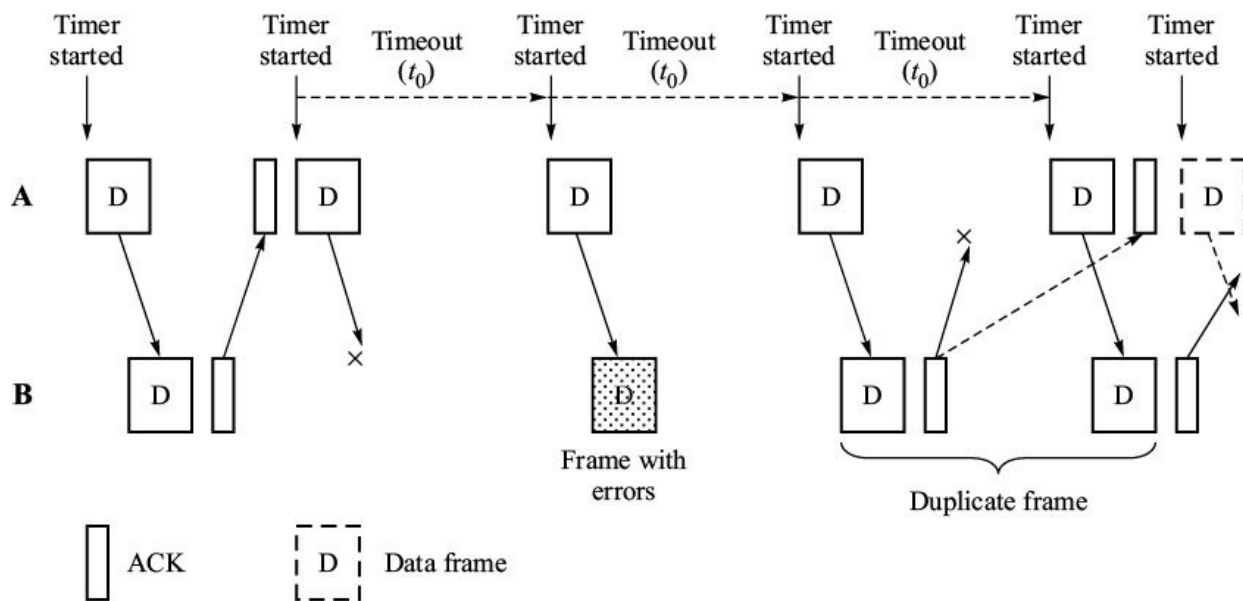 Timer started
Timer started
Timeout (t₀)
Timer started
Timeout (t₀)
Timer started
Timeout (t₀)
Timer started
Timer started
A
D
D
D
D
D
D
×
×
B
D
D
D
D
Frame with errors
Duplicate frame
ACK
D
Data frame